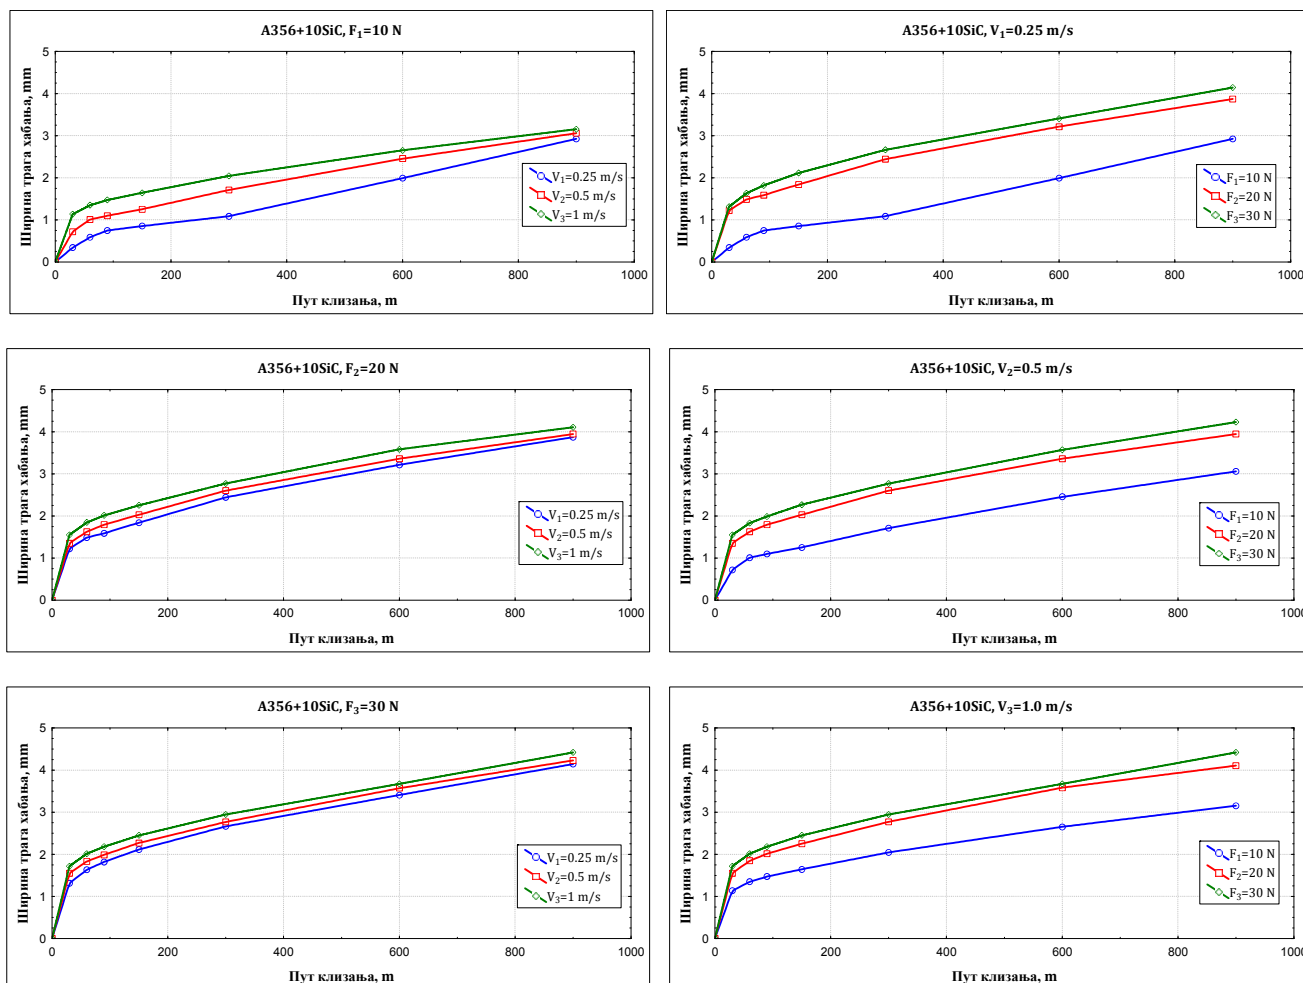 A356+10SiC, F₁=10 N
Ширина трага хабања, mm
5
4
3
2
1
0
0 200 400 600 800 1000
Пут клизања, m
V₁=0.25 m/s
V₂=0.5 m/s
V₃=1 m/s
A356+10SiC, V₁=0.25 m/s
Ширина трага хабања, mm
5
4
3
2
1
0
0 200 400 600 800 1000
Пут клизања, m
F₁=10 N
F₂=20 N
F₃=30 N
A356+10SiC, F₂=20 N
Ширина трага хабања, mm
5
4
3
2
1
0
0 200 400 600 800 1000
Пут клизања, m
V₁=0.25 m/s
V₂=0.5 m/s
V₃=1 m/s
A356+10SiC, V₂=0.5 m/s
Ширина трага хабања, mm
5
4
3
2
1
0
0 200 400 600 800 1000
Пут клизања, m
F₁=10 N
F₂=20 N
F₃=30 N
A356+10SiC, F₃=30 N
Ширина трага хабања, mm
5
4
3
2
1
0
0 200 400 600 800 1000
Пут клизања, m
V₁=0.25 m/s
V₂=0.5 m/s
V₃=1 m/s
A356+10SiC, V₃=1.0 m/s
Ширина трага хабања, mm
5
4
3
2
1
0
0 200 400 600 800 1000
Пут клизања, m
F₁=10 N
F₂=20 N
F₃=30 N